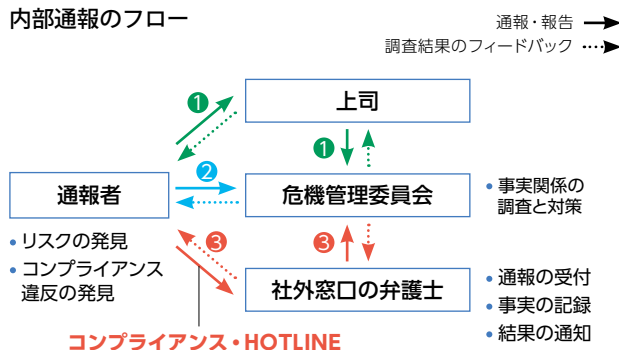 内部通報のフロー
通報・報告
調査結果のフィードバック
1
上司
1
2
通報者
危機管理委員会
• 事実関係の
調査と対策
• リスクの発見
• コンプライアンス
違反の発見
3
3
社外窓口の弁護士
• 通報の受付
• 事実の記録
• 結果の通知
コンプライアンス・HOTLINE